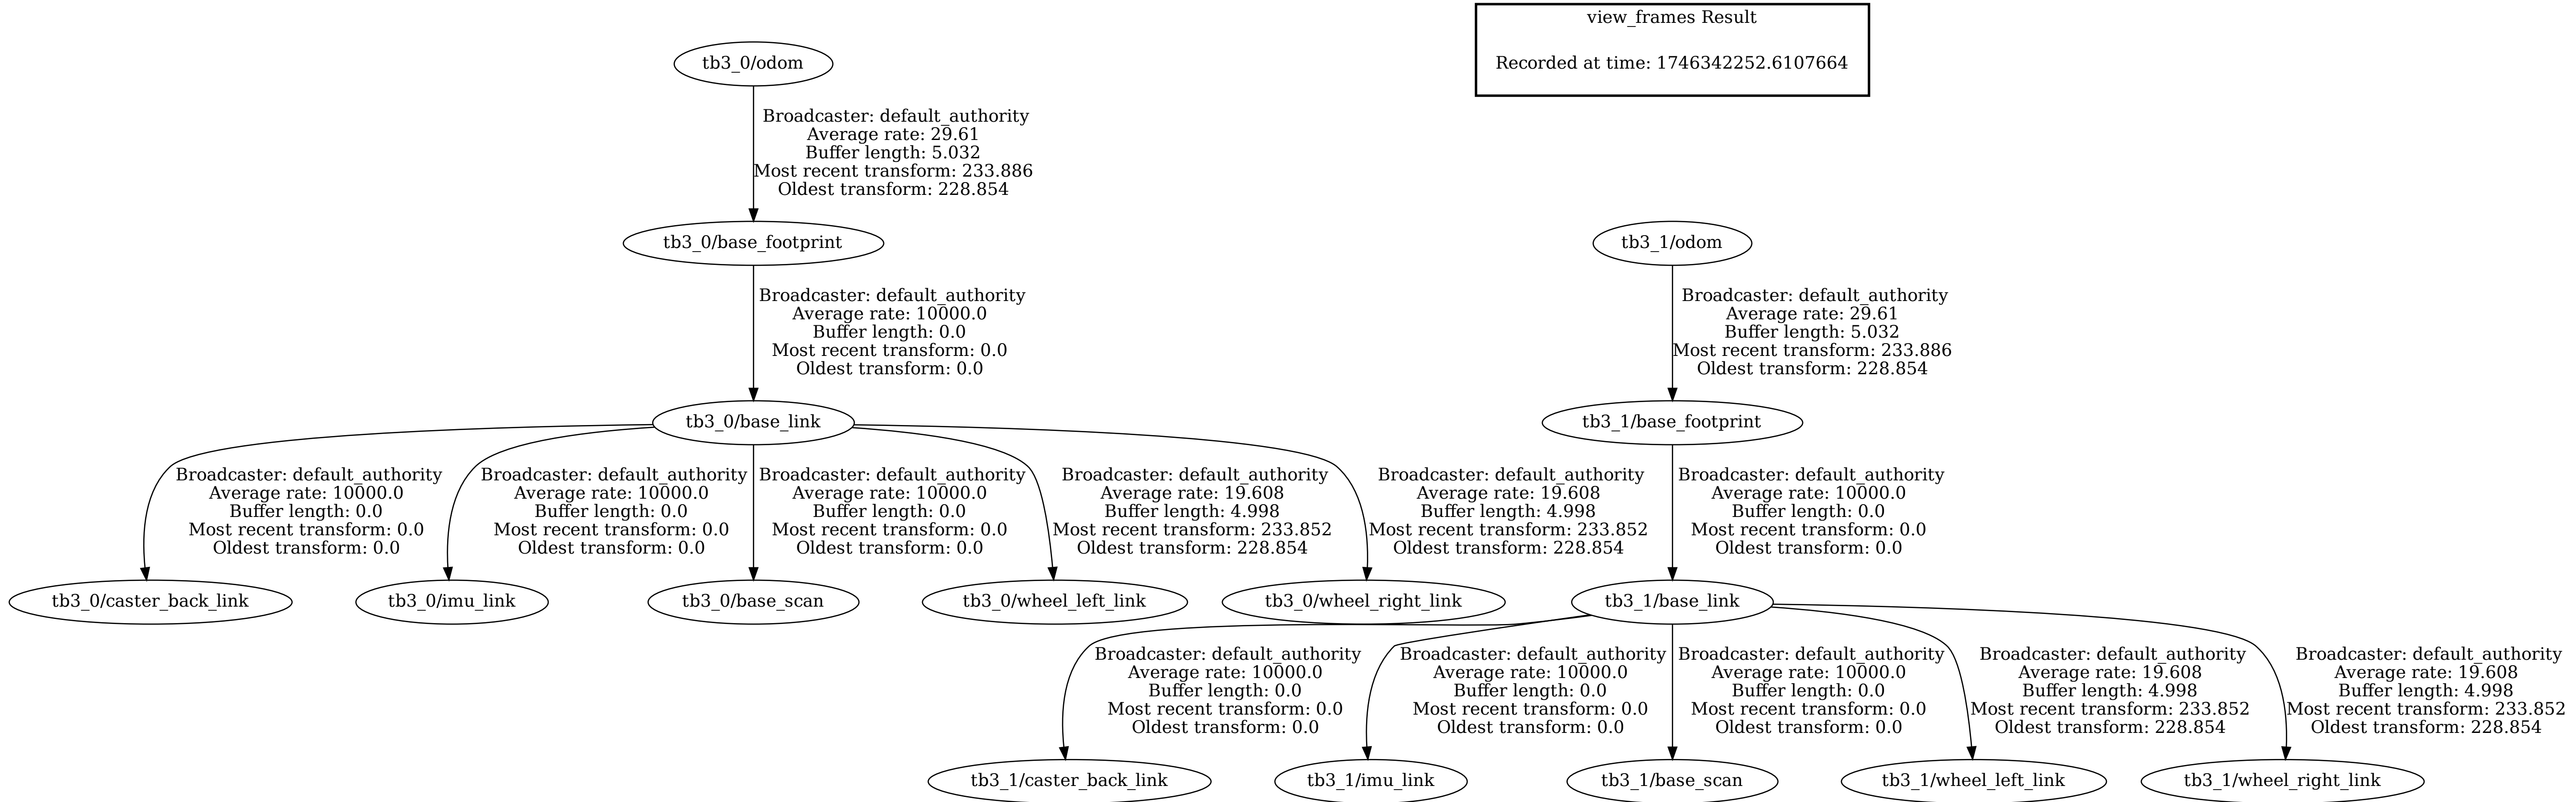 view_frames Result
Recorded at time: 1746342252.6107664
tb3_0/odom
Broadcaster: default_authority
Average rate: 29.61
Buffer length: 5.032
Most recent transform: 233.886
Oldest transform: 228.854
tb3_0/base_footprint
Broadcaster: default_authority
Average rate: 10000.0
Buffer length: 0.0
Most recent transform: 0.0
Oldest transform: 0.0
tb3_0/base_link
Broadcaster: default_authority
Average rate: 10000.0
Buffer length: 0.0
Most recent transform: 0.0
Oldest transform: 0.0
tb3_0/caster_back_link
Broadcaster: default_authority
Average rate: 10000.0
Buffer length: 0.0
Most recent transform: 0.0
Oldest transform: 0.0
tb3_0/imu_link
Broadcaster: default_authority
Average rate: 10000.0
Buffer length: 0.0
Most recent transform: 0.0
Oldest transform: 0.0
tb3_0/base_scan
Broadcaster: default_authority
Average rate: 19.608
Buffer length: 4.998
Most recent transform: 233.852
Oldest transform: 228.854
tb3_0/wheel_left_link
Broadcaster: default_authority
Average rate: 19.608
Buffer length: 4.998
Most recent transform: 233.852
Oldest transform: 228.854
tb3_0/wheel_right_link
tb3_1/odom
Broadcaster: default_authority
Average rate: 29.61
Buffer length: 5.032
Most recent transform: 233.886
Oldest transform: 228.854
tb3_1/base_footprint
Broadcaster: default_authority
Average rate: 10000.0
Buffer length: 0.0
Most recent transform: 0.0
Oldest transform: 0.0
tb3_1/base_link
Broadcaster: default_authority
Average rate: 10000.0
Buffer length: 0.0
Most recent transform: 0.0
Oldest transform: 0.0
tb3_1/caster_back_link
Broadcaster: default_authority
Average rate: 10000.0
Buffer length: 0.0
Most recent transform: 0.0
Oldest transform: 0.0
tb3_1/imu_link
Broadcaster: default_authority
Average rate: 10000.0
Buffer length: 0.0
Most recent transform: 0.0
Oldest transform: 0.0
tb3_1/base_scan
Broadcaster: default_authority
Average rate: 19.608
Buffer length: 4.998
Most recent transform: 233.852
Oldest transform: 228.854
tb3_1/wheel_left_link
Broadcaster: default_authority
Average rate: 19.608
Buffer length: 4.998
Most recent transform: 233.852
Oldest transform: 228.854
tb3_1/wheel_right_link